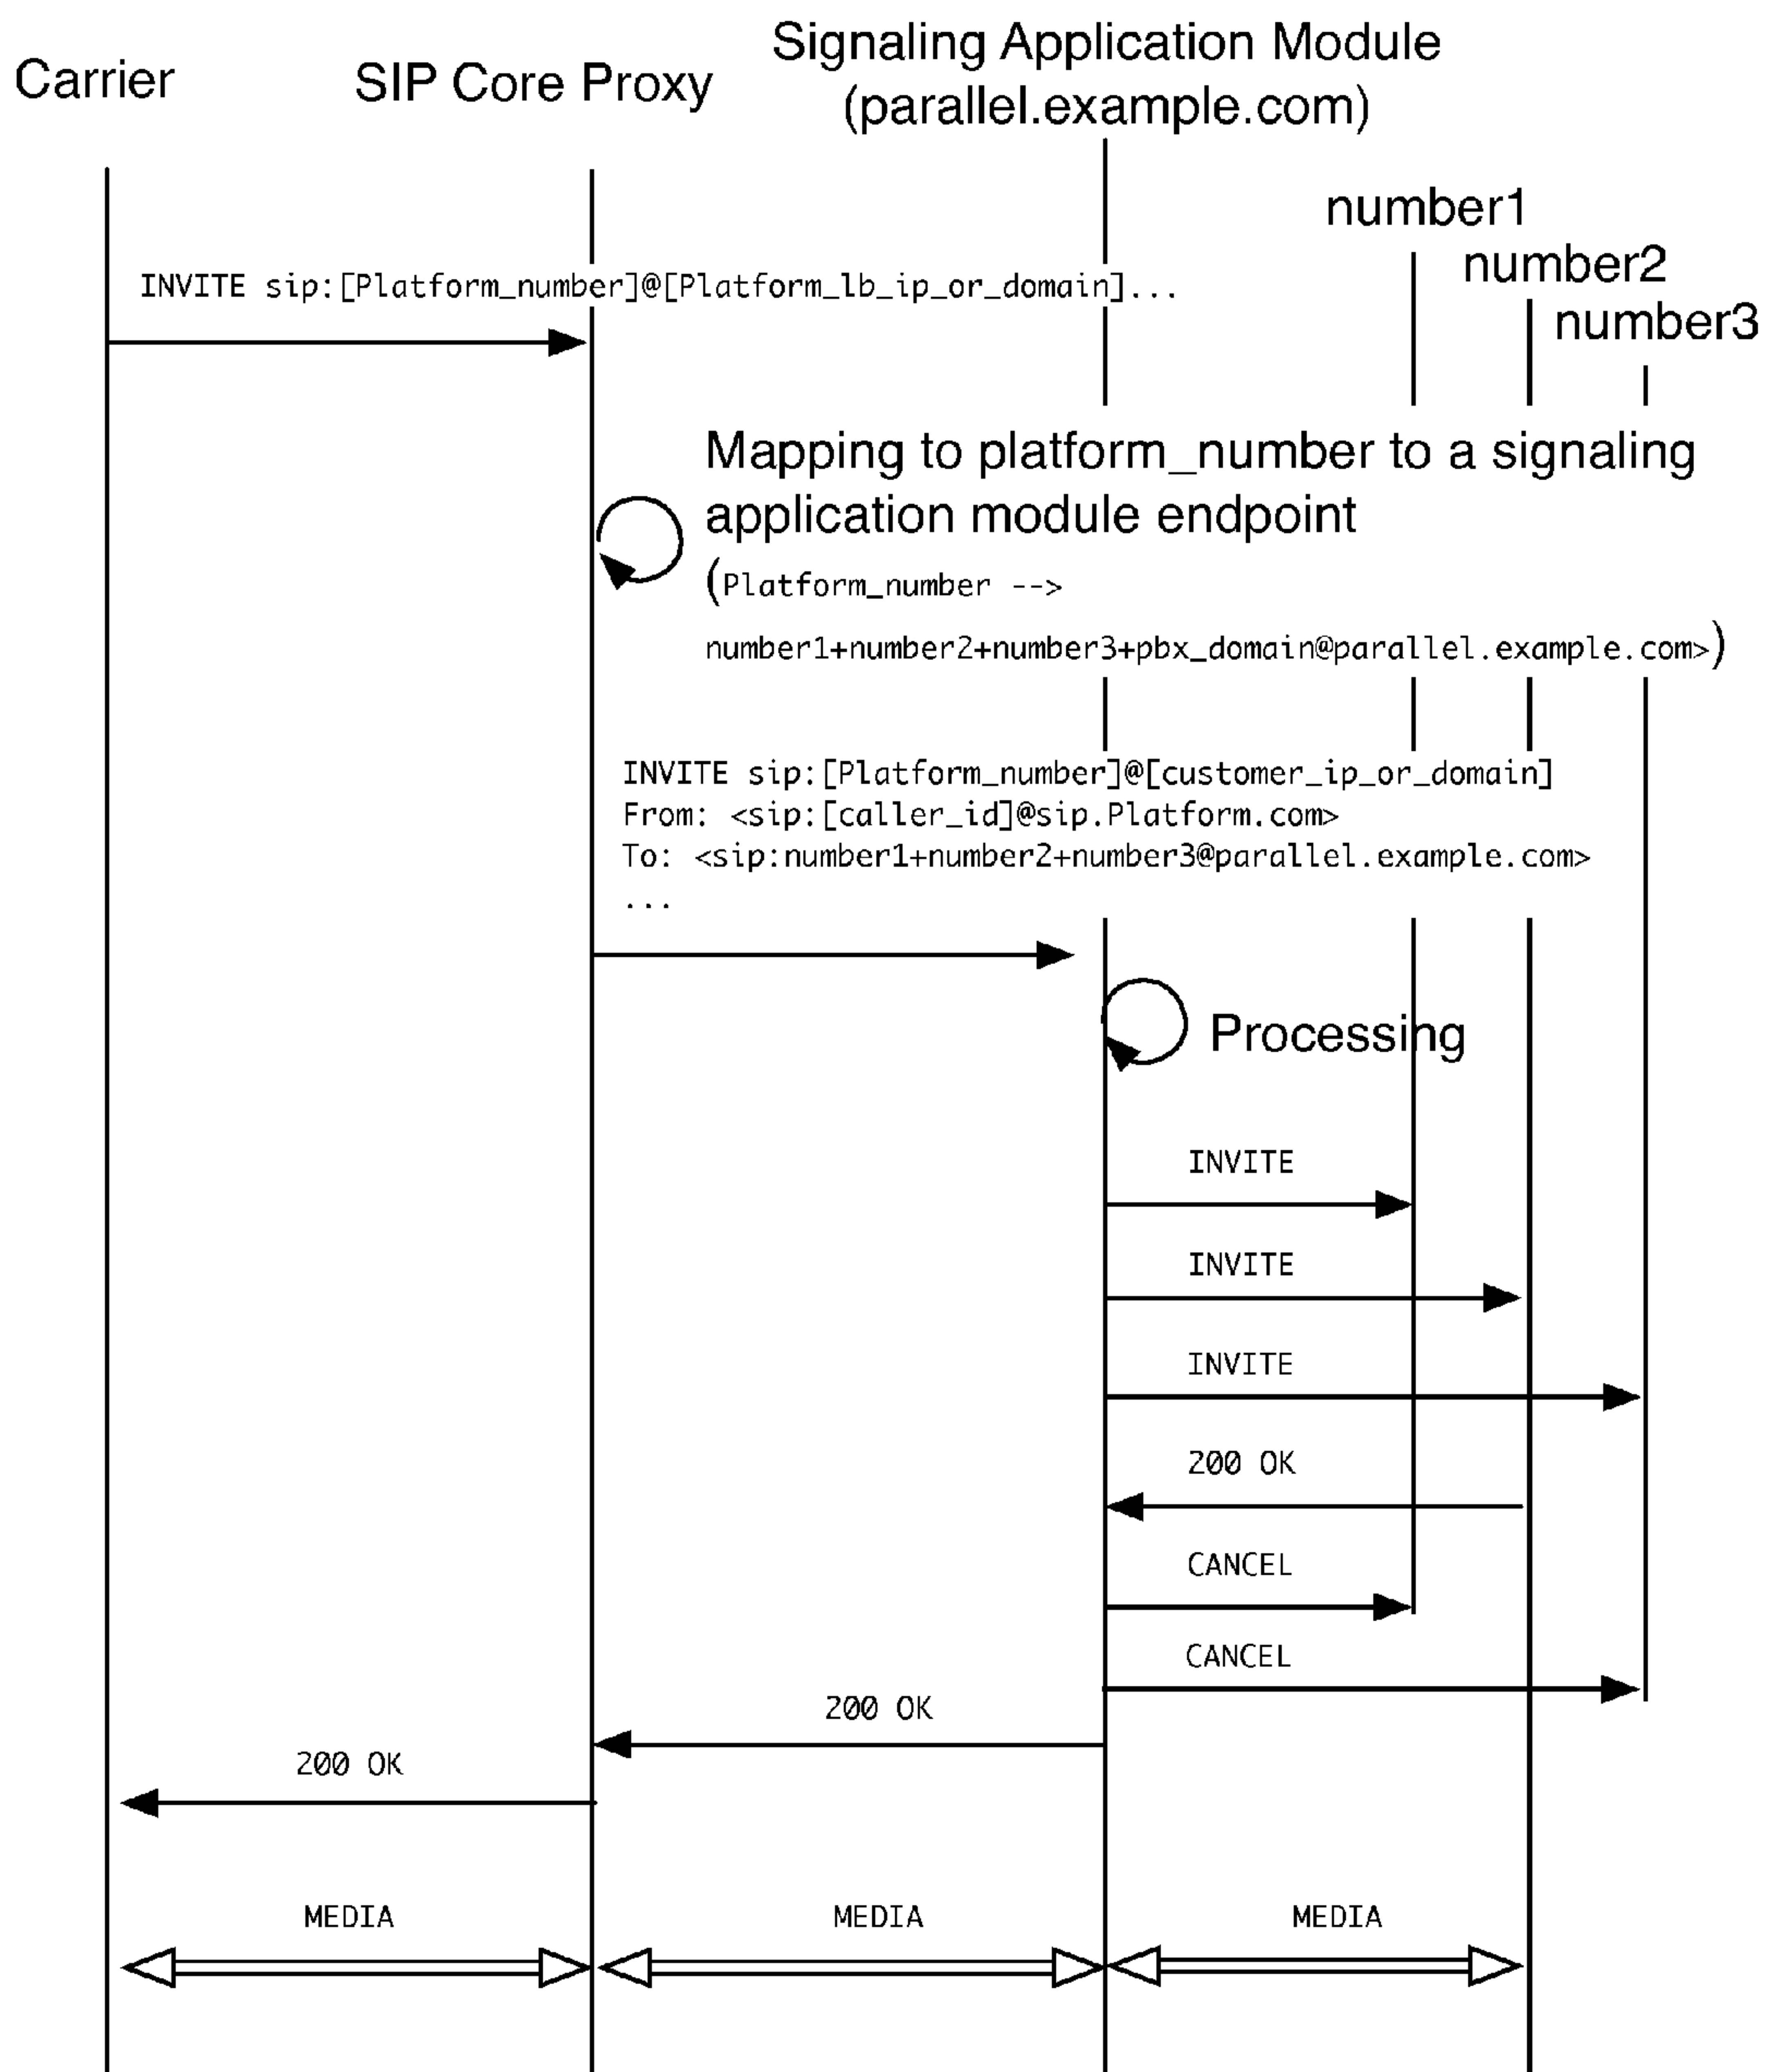 Carrier
SIP Core Proxy
Signaling Application Module
(parallel.example.com)
number1
number2
number3
INVITE sip:[Platform_number]@[Platform_lb_ip_or_domain]...
Mapping to platform_number to a signaling
application module endpoint
(Platform_number -->
number1+number2+number3+pbx_domain@parallel.example.com>)
INVITE sip:[Platform_number]@[customer_ip_or_domain]
From: <sip:[caller_id]@sip.Platform.com>
To: <sip:number1+number2+number3@parallel.example.com>
...
Processing
INVITE
INVITE
INVITE
200 OK
CANCEL
CANCEL
200 OK
200 OK
MEDIA
MEDIA
MEDIA